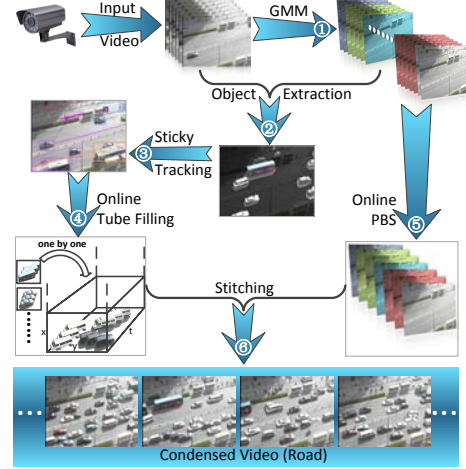 Input
Video
GMM
①
Object Extraction
②
Sticky
③
Tracking
④
Online
Tube Filling
Online
PBS
⑤
one by one
x
t
Stitching
⑥
Condensed Video (Road)